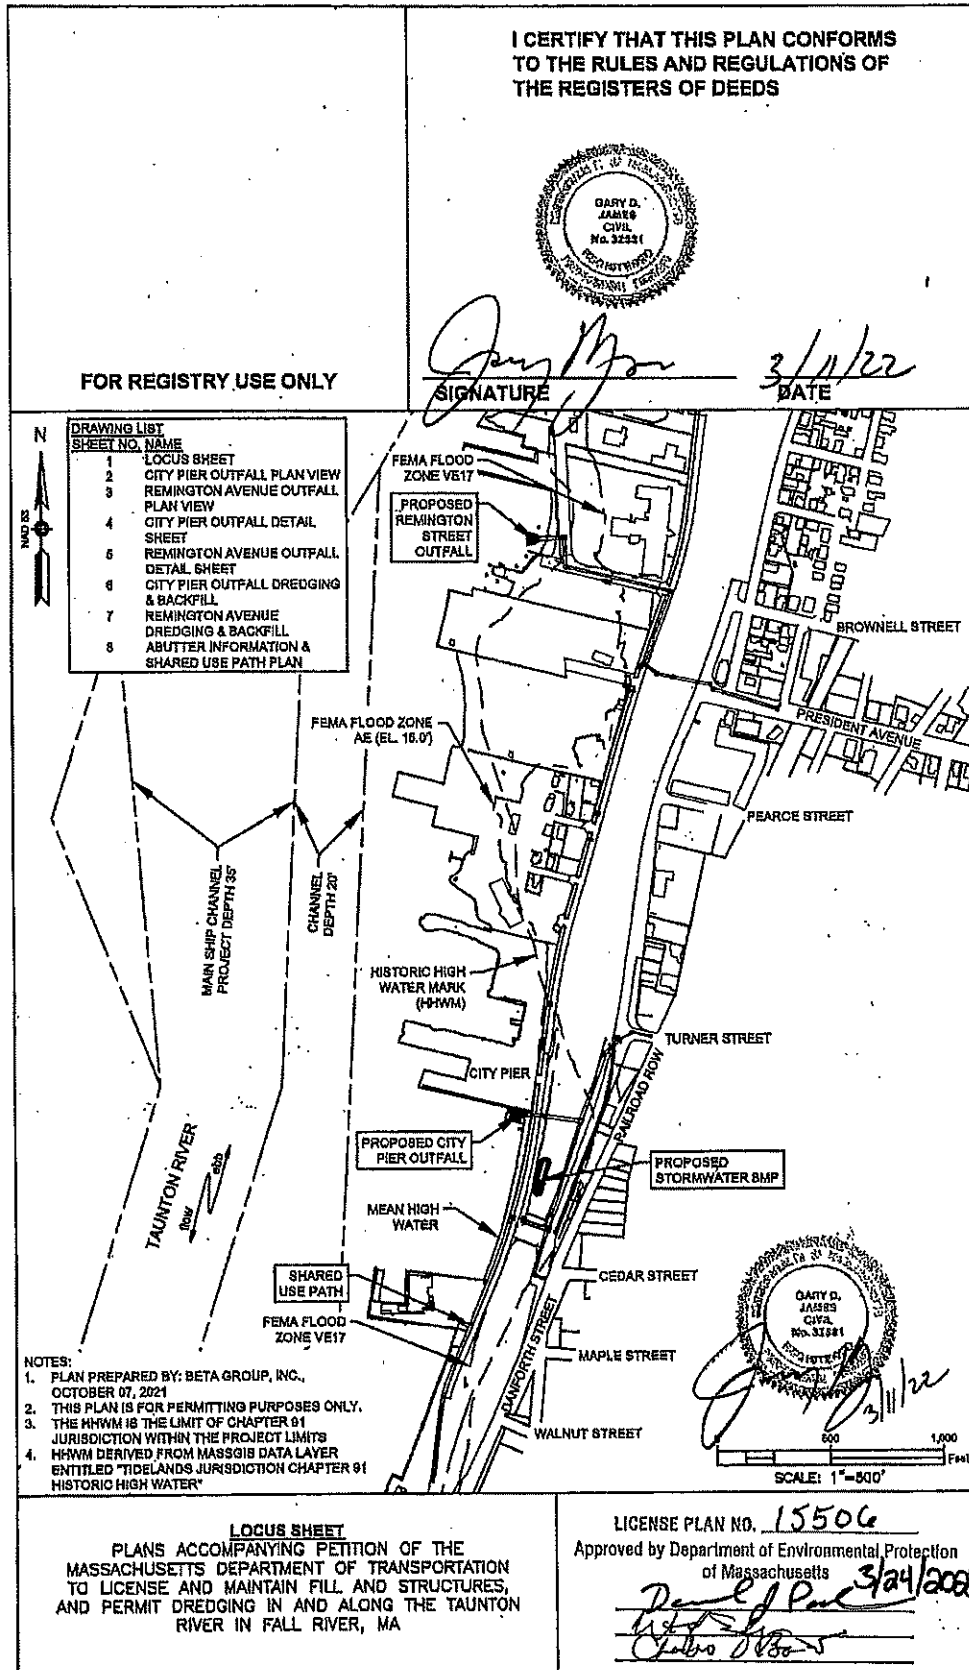 I CERTIFY THAT THIS PLAN CONFORMS
TO THE RULES AND REGULATIONS OF
THE REGISTERS OF DEEDS
GARY D.
JAMES
CIVIL
No. 32531
REGISTERED
FOR REGISTRY USE ONLY
SIGNATURE
3/11/22
DATE
N
NAD 83
DRAWING LIST
SHEET NO. NAME
1 LOCUS SHEET
2 CITY PIER OUTFALL PLAN VIEW
3 REMINGTON AVENUE OUTFALL
PLAN VIEW
4 CITY PIER OUTFALL DETAIL
SHEET
5 REMINGTON AVENUE OUTFALL
DETAIL SHEET
6 CITY PIER OUTFALL DREDGING
& BACKFILL
7 REMINGTON AVENUE
DREDGING & BACKFILL
8 ABUTTER INFORMATION &
SHARED USE PATH PLAN
FEMA FLOOD
ZONE VE17
PROPOSED
REMINGTON
STREET
OUTFALL
BROWNELL STREET
PRESIDENT AVENUE
FEMA FLOOD ZONE
AE (EL. 16.0')
PEARCE STREET
MAIN SHIP CHANNEL
PROJECT DEPTH 35'
CHANNEL
DEPTH 20'
HISTORIC HIGH
WATER MARK
(HHWM)
TURNER STREET
CITY PIER
RAILROAD ROW
PROPOSED CITY
PIER OUTFALL
PROPOSED
STORMWATER BMP
TAUNTON RIVER
ebb
flow
MEAN HIGH
WATER
SHARED
USE PATH
CEDAR STREET
FEMA FLOOD
ZONE VE17
DANFORTH STREET
MAPLE STREET
WALNUT STREET
GARY D.
JAMES
CIVIL
No. 32531
REGISTERED
3/11/22
NOTES:
1. PLAN PREPARED BY: BETA GROUP, INC.,
OCTOBER 07, 2021
2. THIS PLAN IS FOR PERMITTING PURPOSES ONLY.
3. THE HHWM IS THE LIMIT OF CHAPTER 91
JURISDICTION WITHIN THE PROJECT LIMITS
4. HHWM DERIVED FROM MASSGIS DATA LAYER
ENTITLED "TIDELANDS JURISDICTION CHAPTER 91
HISTORIC HIGH WATER"
0 500 1,000
Feet
SCALE: 1"=500'
LOCUS SHEET
PLANS ACCOMPANYING PETITION OF THE
MASSACHUSETTS DEPARTMENT OF TRANSPORTATION
TO LICENSE AND MAINTAIN FILL AND STRUCTURES,
AND PERMIT DREDGING IN AND ALONG THE TAUNTON
RIVER IN FALL RIVER, MA
LICENSE PLAN NO. 15506
Approved by Department of Environmental Protection
of Massachusetts
3/24/202